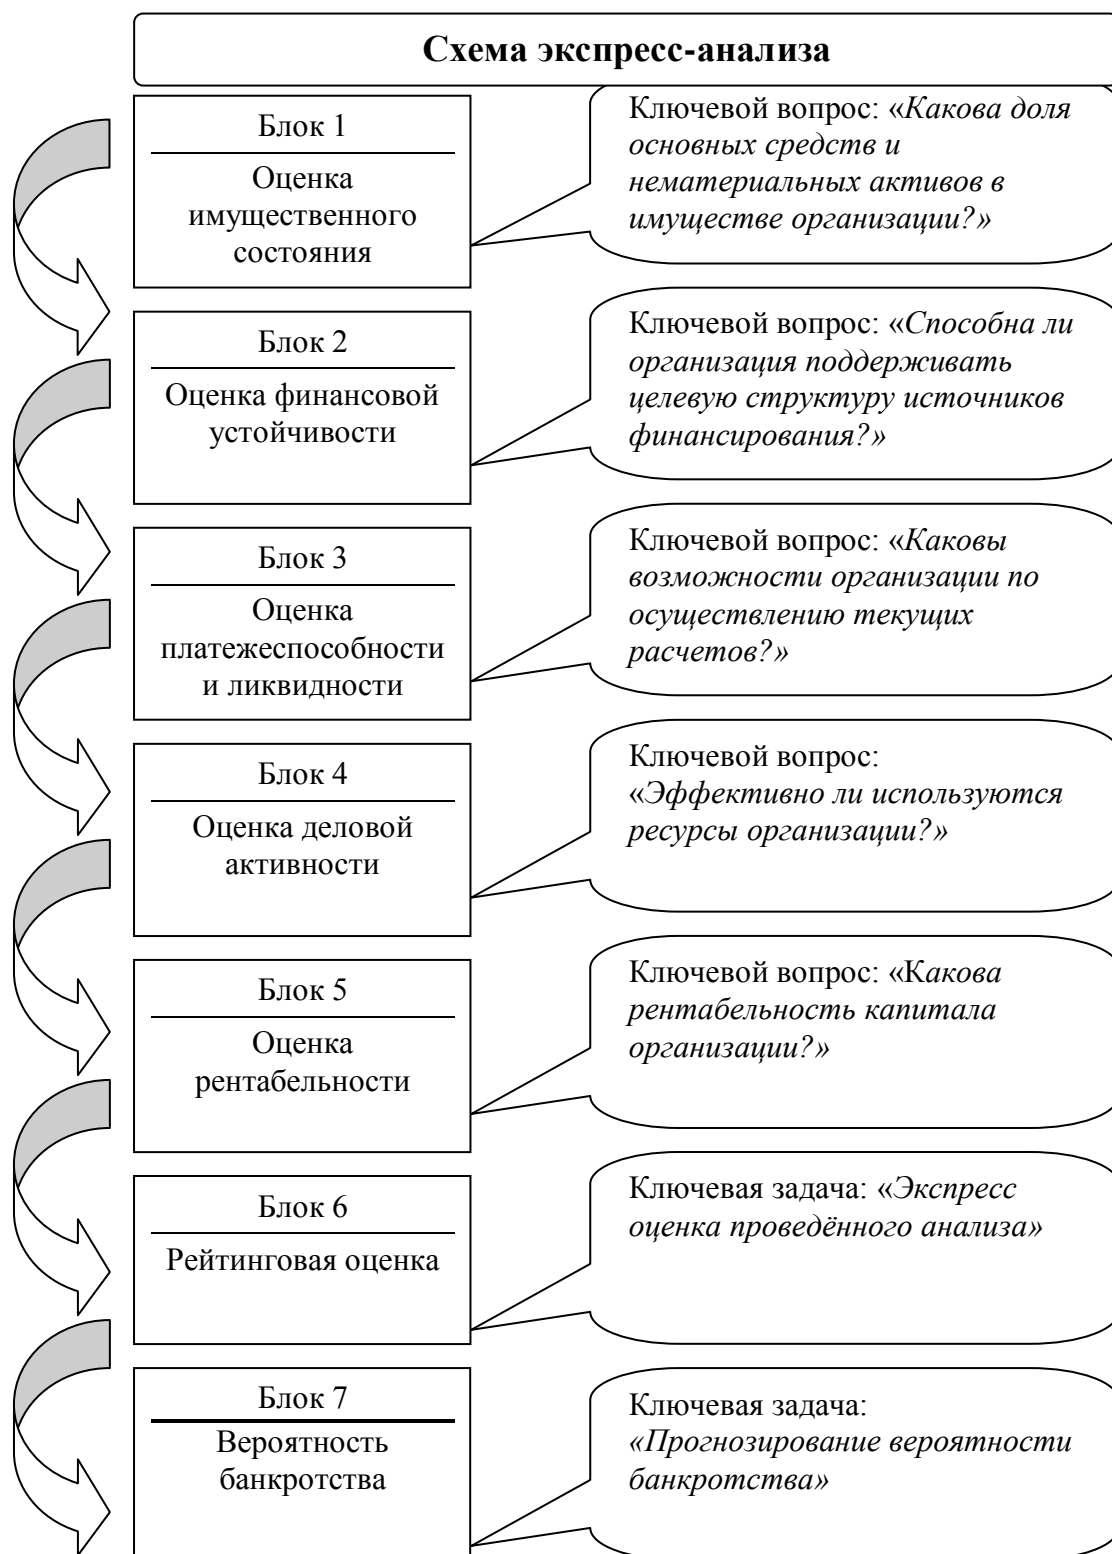 Схема экспресс-анализа
Блок 1
Оценка
имущественного
состояния
Ключевой вопрос: «Какова доля
основных средств и
нематериальных активов в
имуществе организации?»
Блок 2
Оценка финансовой
устойчивости
Ключевой вопрос: «Способна ли
организация поддерживать
целевую структуру источников
финансирования?»
Блок 3
Оценка
платежеспособности
и ликвидности
Ключевой вопрос: «Каковы
возможности организации по
осуществлению текущих
расчетов?»
Блок 4
Оценка деловой
активности
Ключевой вопрос:
«Эффективно ли используются
ресурсы организации?»
Блок 5
Оценка
рентабельности
Ключевой вопрос: «Какова
рентабельность капитала
организации?»
Блок 6
Рейтинговая оценка
Ключевая задача: «Экспресс
оценка проведённого анализа»
Блок 7
Вероятность
банкротства
Ключевая задача:
«Прогнозирование вероятности
банкротства»